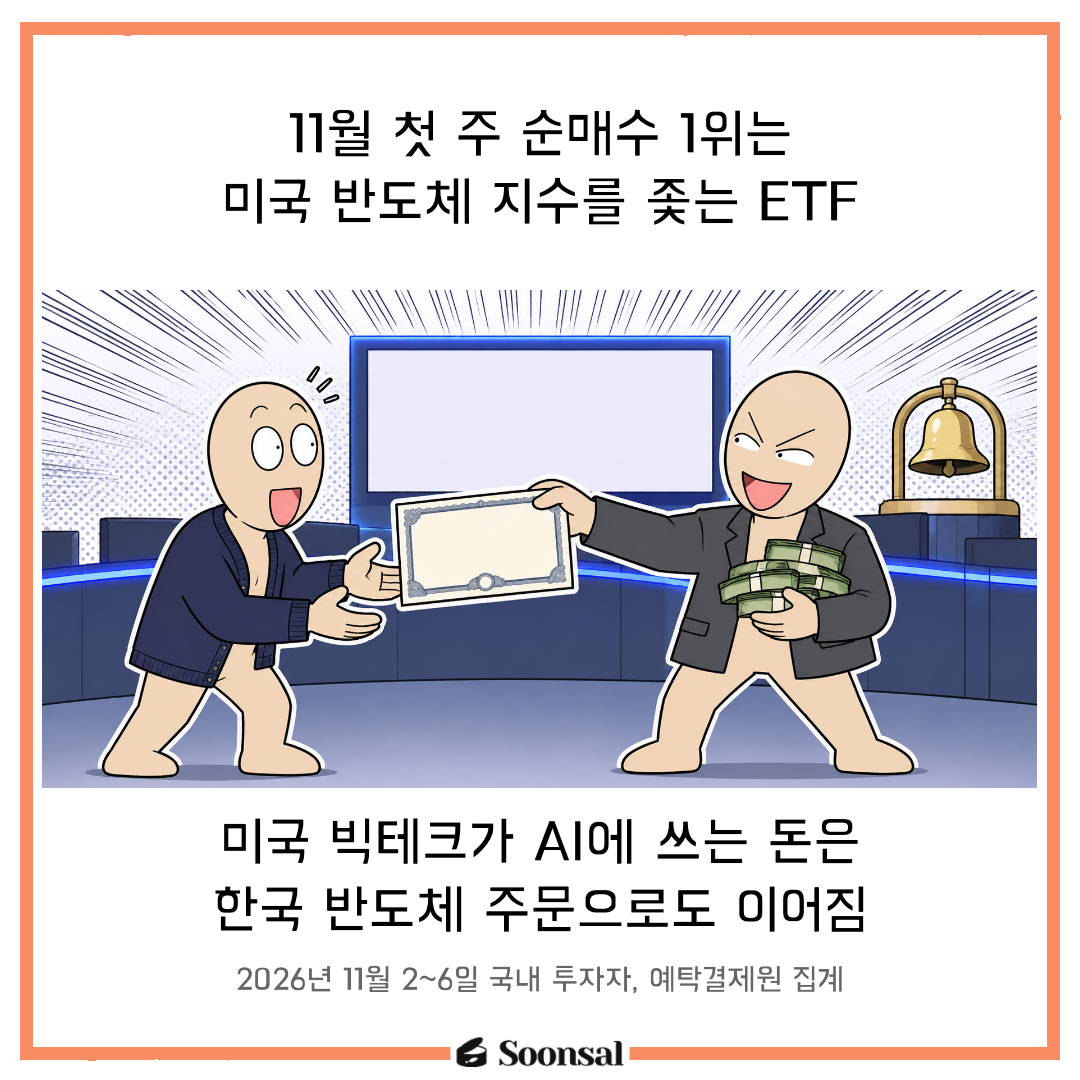 11월 첫 주 순매수 1위는
미국 반도체 지수를 좇는 ETF
미국 빅테크가 AI에 쓰는 돈은
한국 반도체 주문으로도 이어짐
2026년 11월 2~6일 국내 투자자, 예탁결제원 집계
Soonsal